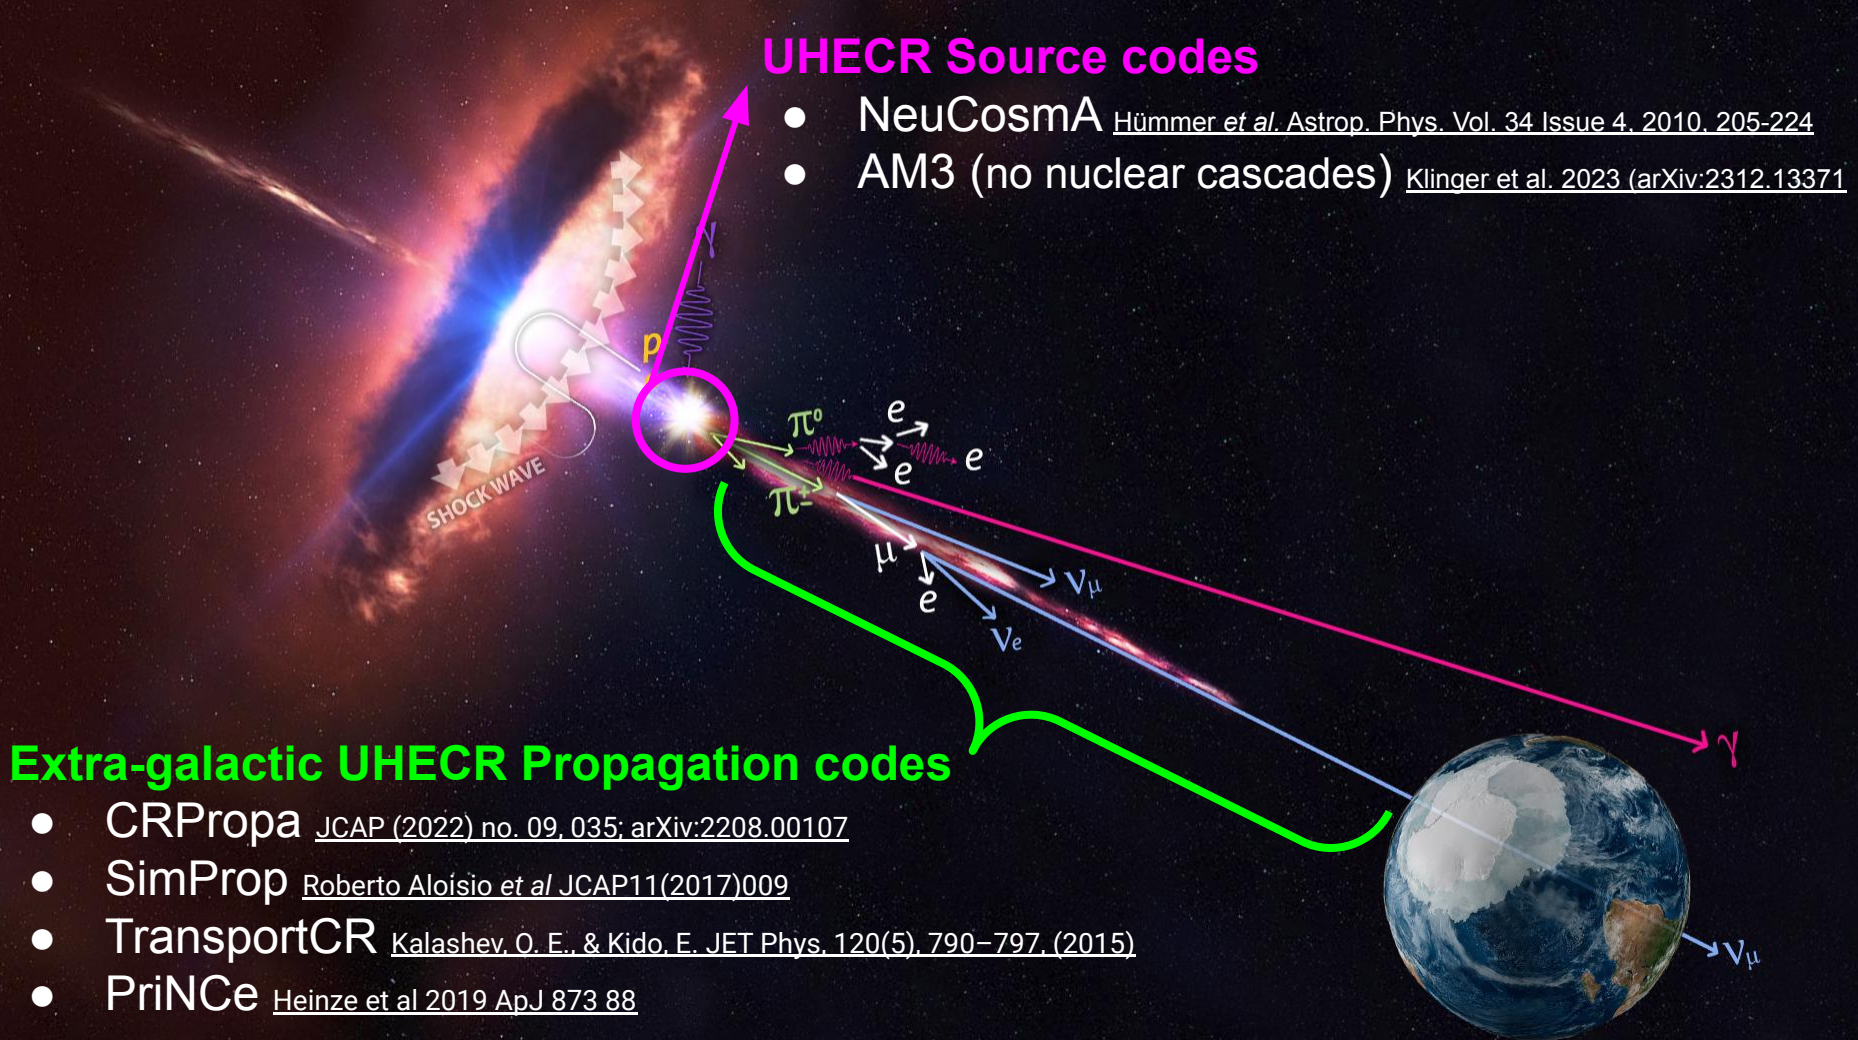 UHECR Source codes
● NeuCosmA Hümmer et al. Astrop. Phys. Vol. 34 Issue 4, 2010, 205-224
● AM3 (no nuclear cascades) Klinger et al. 2023 (arXiv:2312.13371
γ
p
π⁰
e
e
e
π±
SHOCK WAVE
μ
e
νμ
νe
γ
Extra-galactic UHECR Propagation codes
● CRPropa JCAP (2022) no. 09, 035; arXiv:2208.00107
● SimProp Roberto Aloisio et al JCAP11(2017)009
● TransportCR Kalashev, O. E., & Kido, E. JET Phys, 120(5), 790–797, (2015)
νμ
● PriNCe Heinze et al 2019 ApJ 873 88